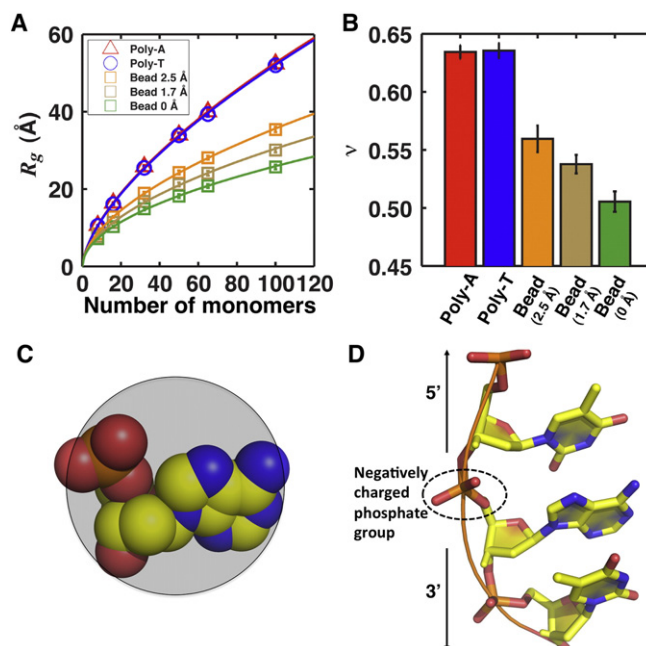 A
60
40
20
0
R_g (Å)
Poly-A
Poly-T
Bead 2.5 Å
Bead 1.7 Å
Bead 0 Å
0 20 40 60 80 100 120
Number of monomers
B
0.65
0.60
0.55
0.50
0.45
ν
Poly-A
Poly-T
Bead
(2.5 Å)
Bead
(1.7 Å)
Bead
(0 Å)
C
D
5'
Negatively
charged
phosphate
group
3'